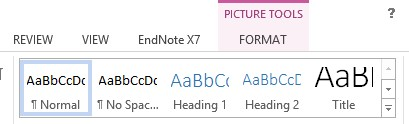 PICTURE TOOLS ?
REVIEW VIEW EndNote X7 FORMAT
AaBbCcDc AaBbCcDc AaBbCc AaBbCcD AaB
¶ Normal ¶ No Spac... Heading 1 Heading 2 Title